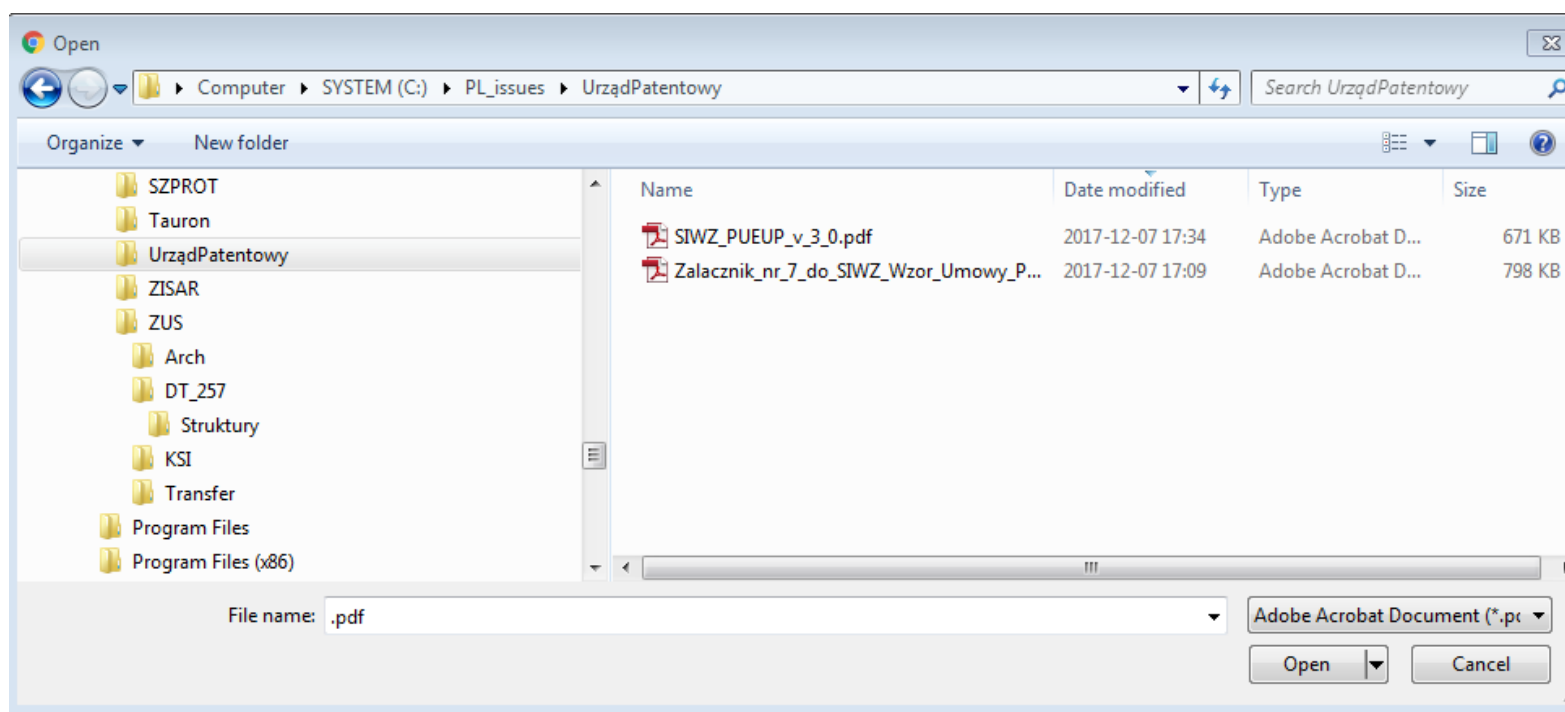 Open
Computer SYSTEM (C:) PL_issues UrządPatentowy Search UrządPatentowy
Organize New folder
SZPROT
Tauron
UrządPatentowy
ZISAR
ZUS
Arch
DT_257
Struktury
KSI
Transfer
Program Files
Program Files (x86)
Name Date modified Type Size
SIWZ_PUEUP_v_3_0.pdf 2017-12-07 17:34 Adobe Acrobat D... 671 KB
Zalacznik_nr_7_do_SIWZ_Wzor_Umowy_P... 2017-12-07 17:09 Adobe Acrobat D... 798 KB
File name: .pdf Adobe Acrobat Document (*.pc
Open Cancel